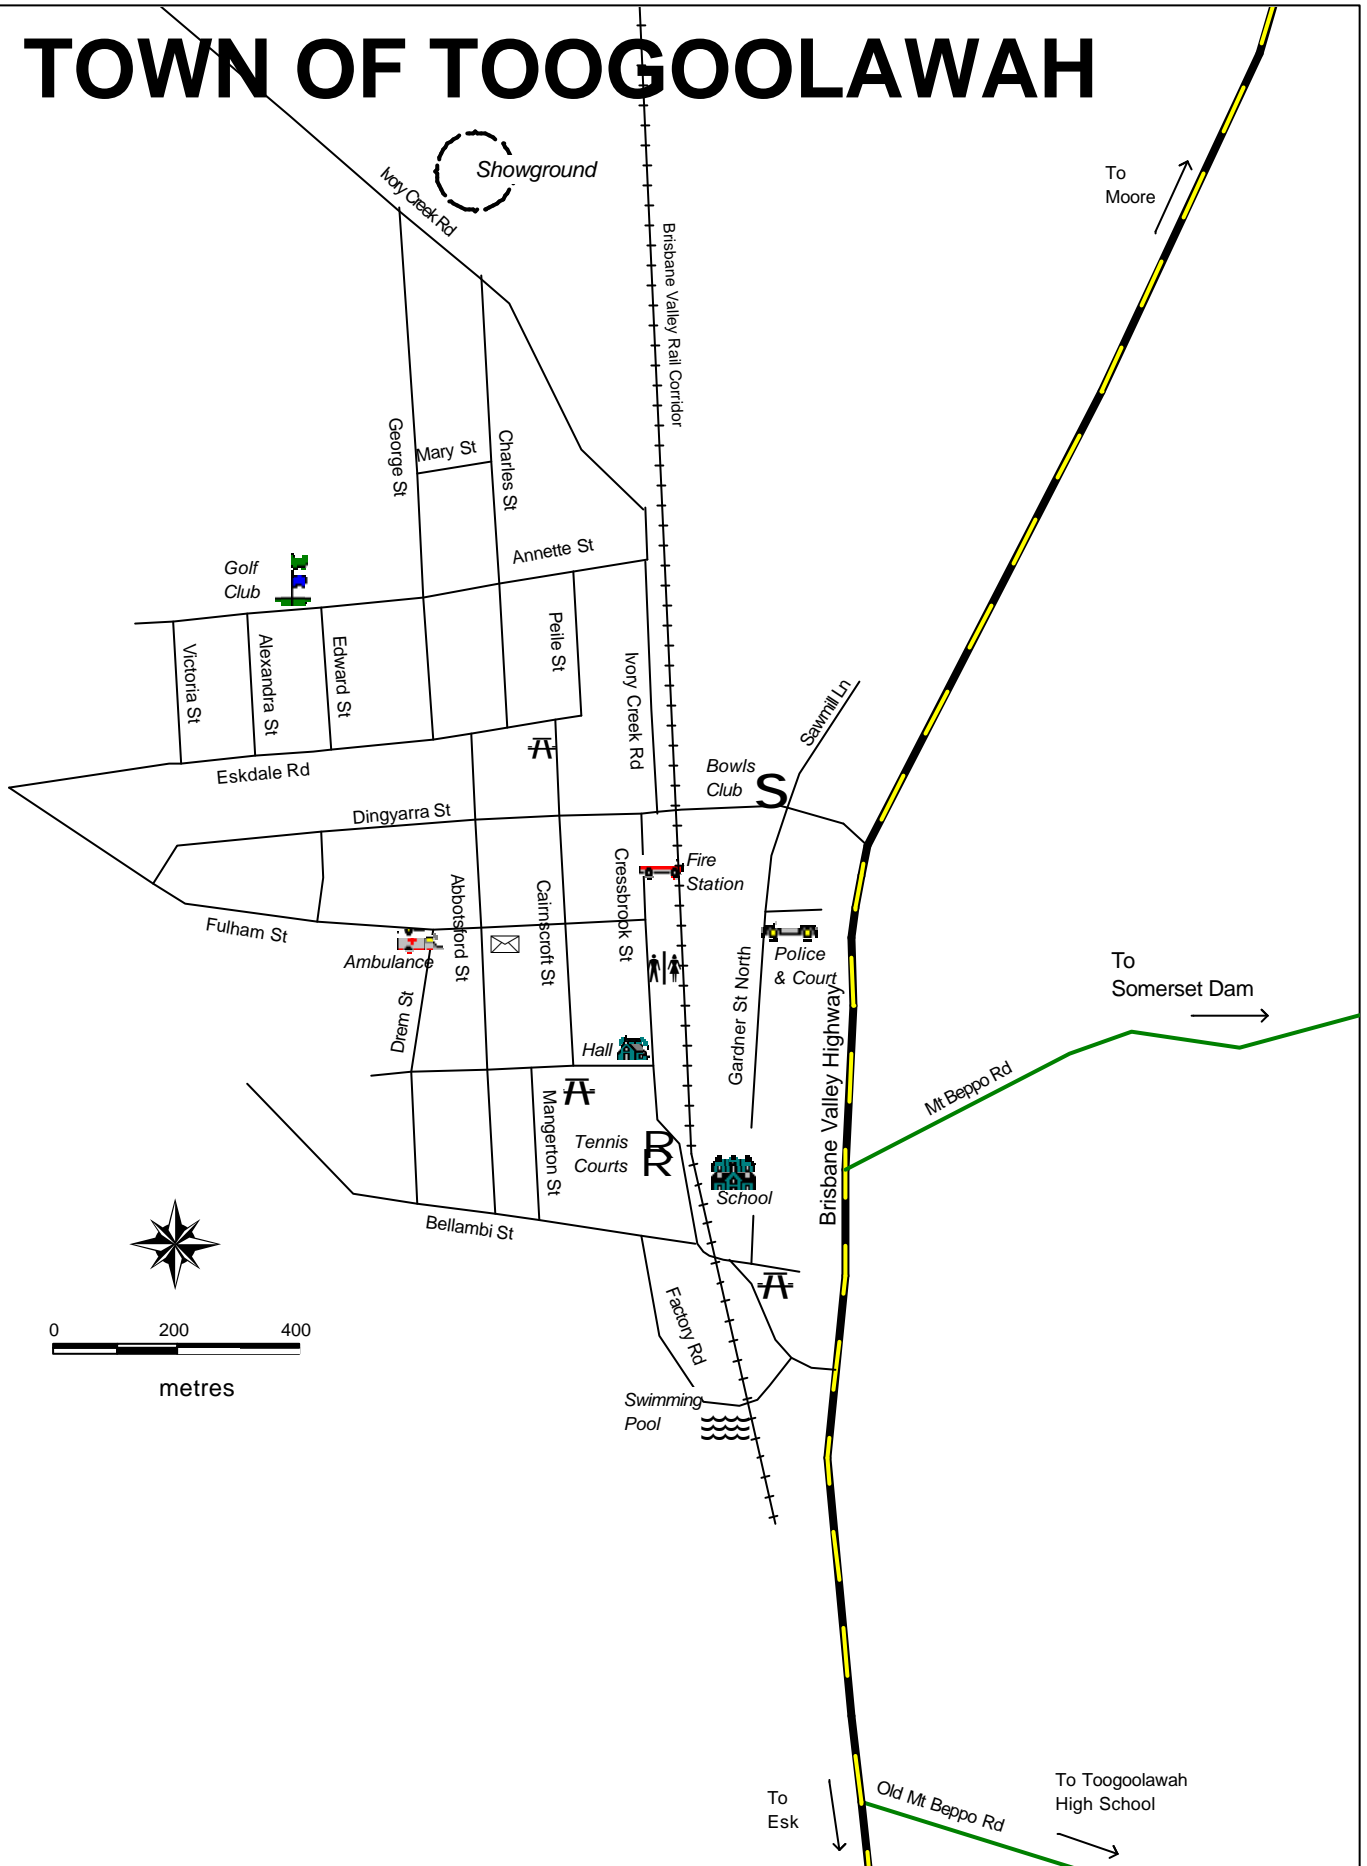 TOWN OF TOOGOOLAWAH
Showground
To
Moore
Ivory Creek Rd
Brisbane Valley Rail Corridor
George St
Mary St
Charles St
Annette St
Golf
Club
Victoria St
Alexandra St
Edward St
Peile St
Ivory Creek Rd
Sawmill Ln
Eskdale Rd
Bowls
Club
S
Dingyarra St
Fire
Station
Cressbrook St
Abbotsford St
Cairnscroft St
Fulham St
Ambulance
Police
& Court
Gardner St North
Brisbane Valley Highway
To
Somerset Dam
Drem St
Hall
Mt Beppo Rd
Mangerton St
Tennis
Courts
R
R
School
Bellambi St
Factory Rd
0 200 400
metres
Swimming
Pool
To
Esk
Old Mt Beppo Rd
To Toogoolawah
High School